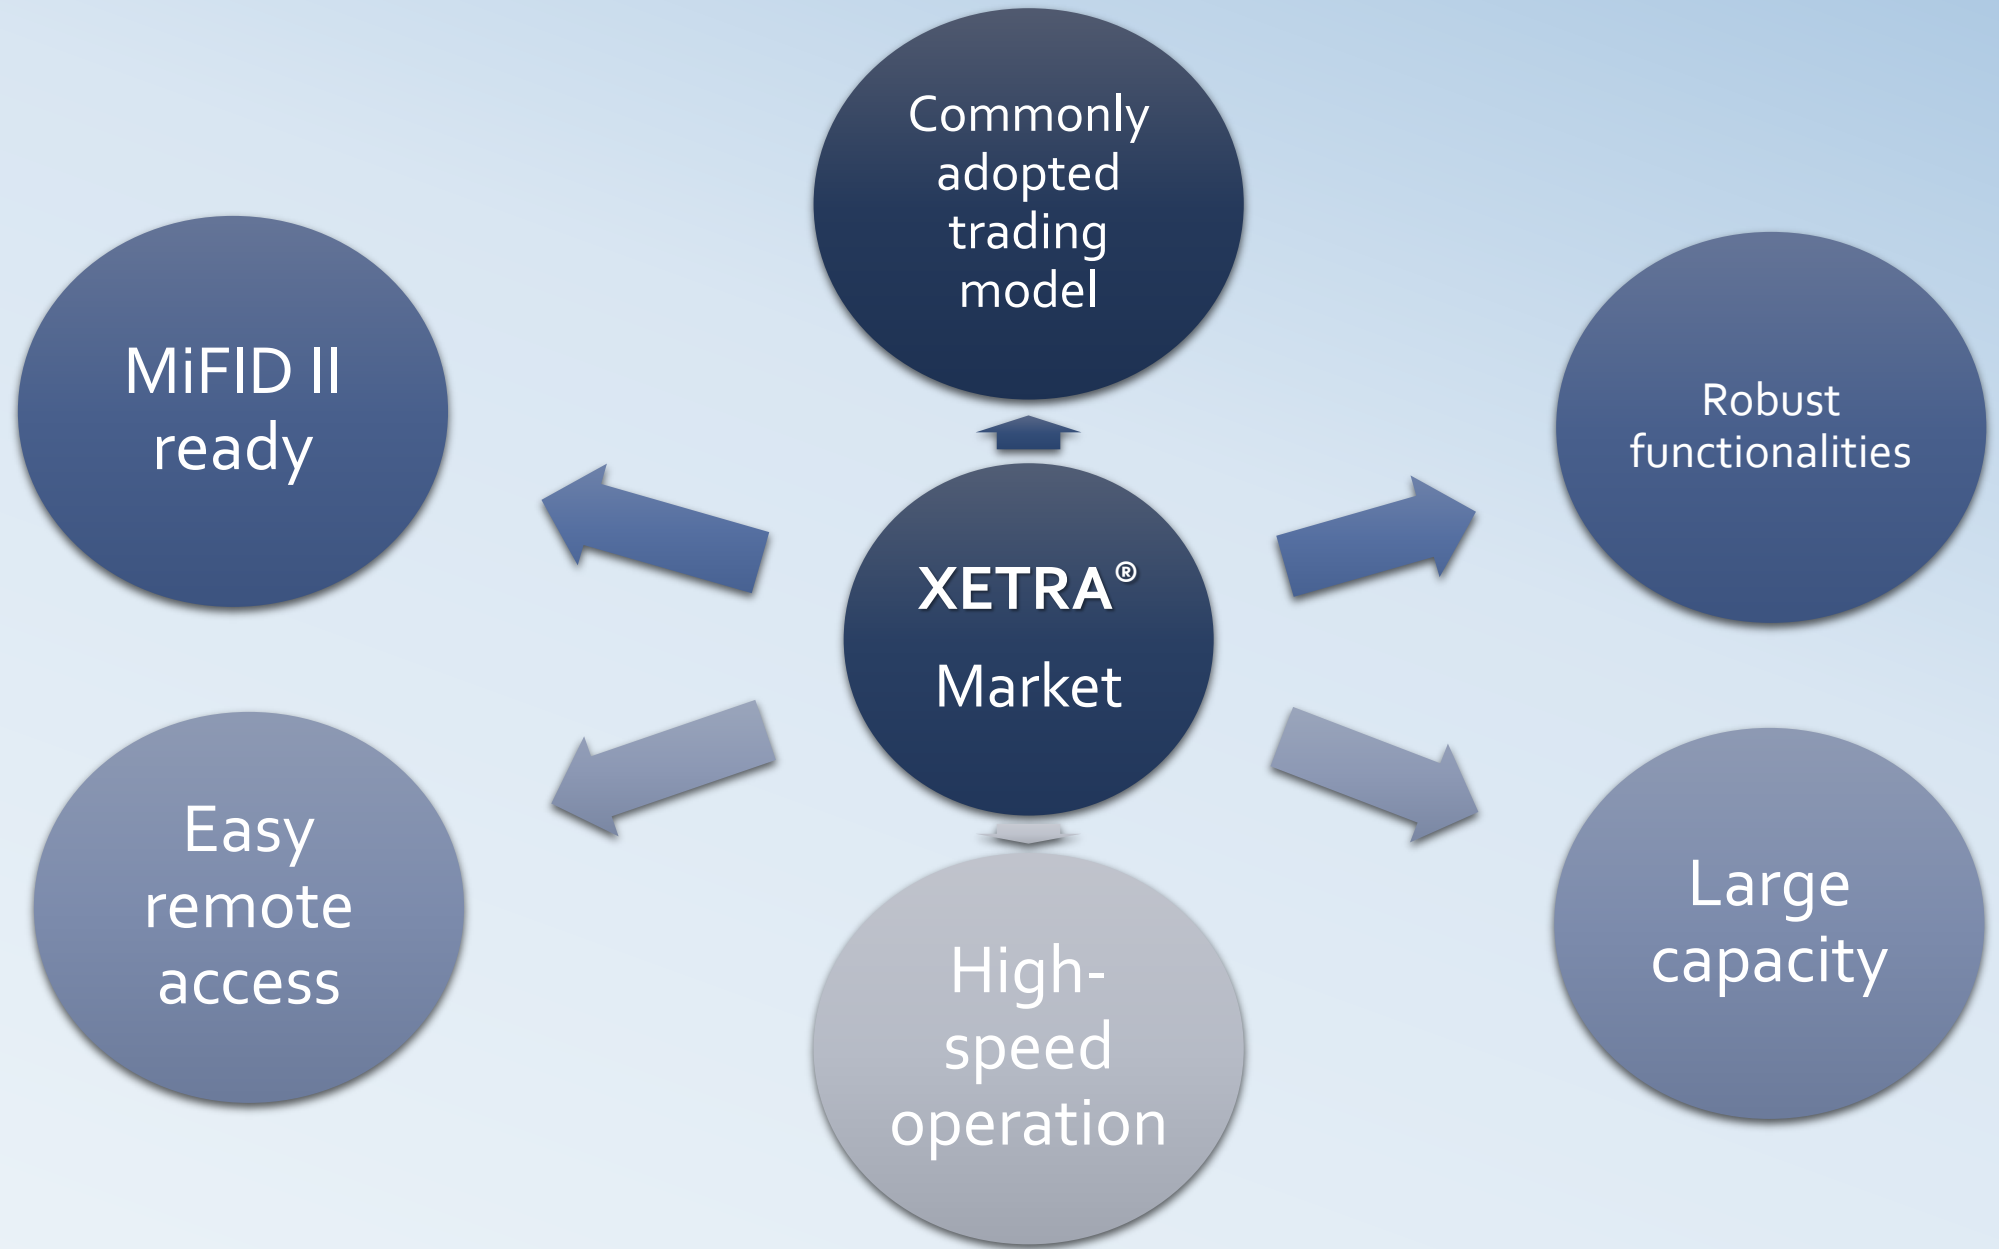 Commonly
adopted
trading
model
MiFID II
ready
Robust
functionalities
XETRA®
Market
Easy
remote
access
Large
capacity
High-
speed
operation